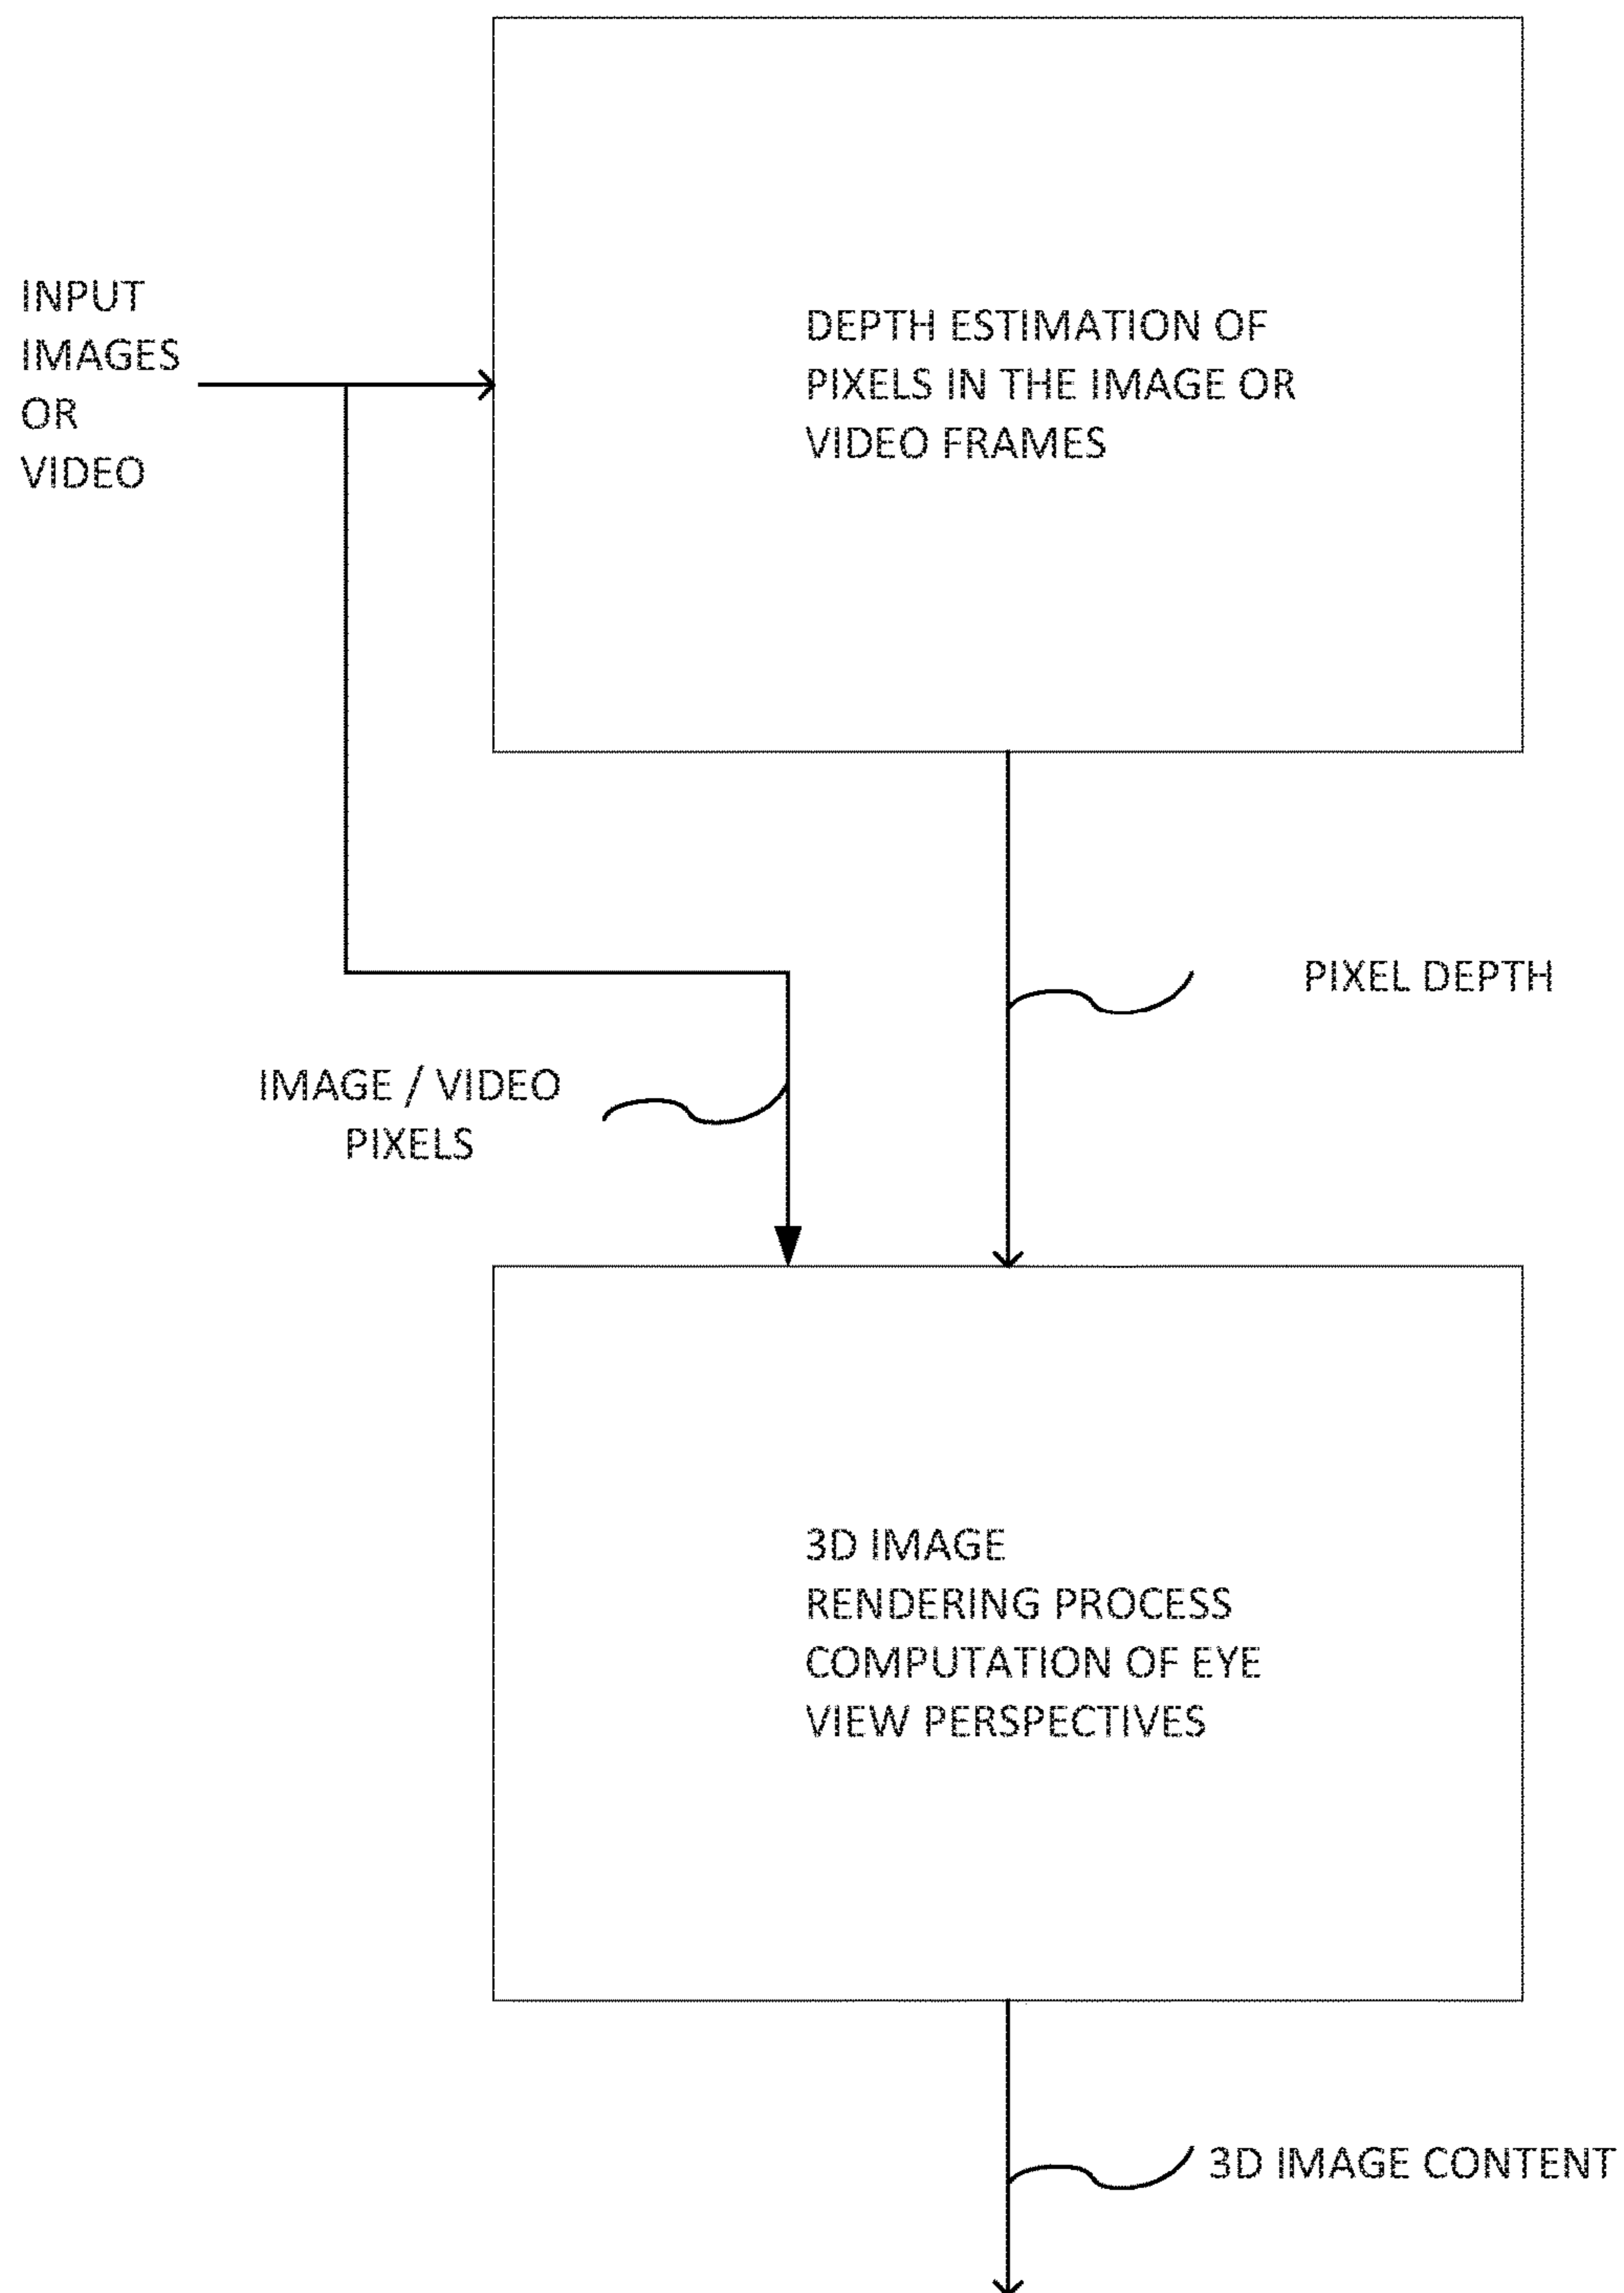 INPUT
IMAGES
OR
VIDEO
DEPTH ESTIMATION OF
PIXELS IN THE IMAGE OR
VIDEO FRAMES
PIXEL DEPTH
IMAGE / VIDEO
PIXELS
3D IMAGE
RENDERING PROCESS
COMPUTATION OF EYE
VIEW PERSPECTIVES
3D IMAGE CONTENT